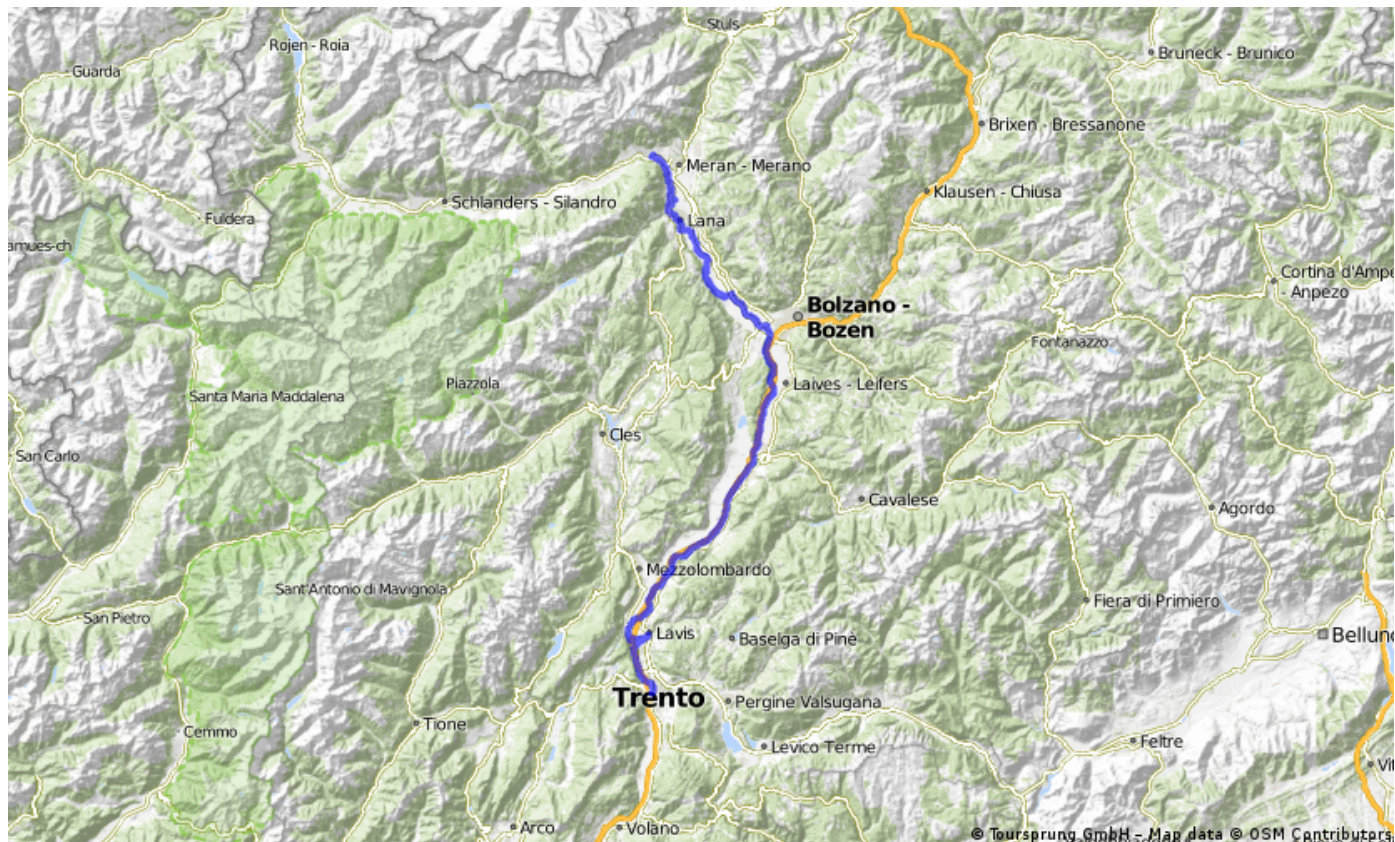 Stuls
Rojen - Roia
Bruneck - Brunico
Guarda
Brixen - Bressanone
Meran - Merano
Klausen - Chiusa
Schlanders - Silandro
Fuldera
Lana
amues-ch
Cortina d'Ampe
- Anpezo
Bolzano -
Bozen
Fontanazzo
Laives - Leifers
Piazzola
Santa Maria Maddalena
Cles
San Carlo
Cavalese
Agordo
Mezzolombardo
Sant'Antonio di Mavignola
Fiera di Primiero
San Pietro
Lavis
Baselga di Piné
Bellun
Trento
Pergine Valsugana
Tione
Cemmo
Levico Terme
Feltre
Vit
Arco
Volano
© Toursprung GmbH – Map data © OSM Contributors